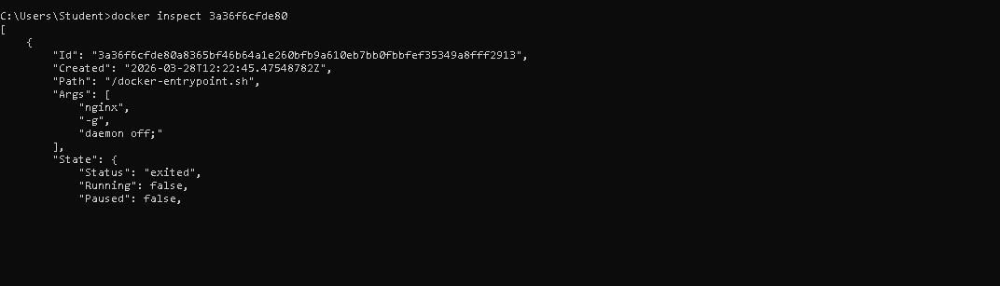 C:\Users\Student>docker inspect 3a36f6cfde80
[
    {
        "Id": "3a36f6cfde80a8365bf46b64a1e260bfb9a610eb7bb0fbbfef35349a8fff2913",
        "Created": "2026-03-28T12:22:45.47548782Z",
        "Path": "/docker-entrypoint.sh",
        "Args": [
            "nginx",
            "-g",
            "daemon off;"
        ],
        "State": {
            "Status": "exited",
            "Running": false,
            "Paused": false,